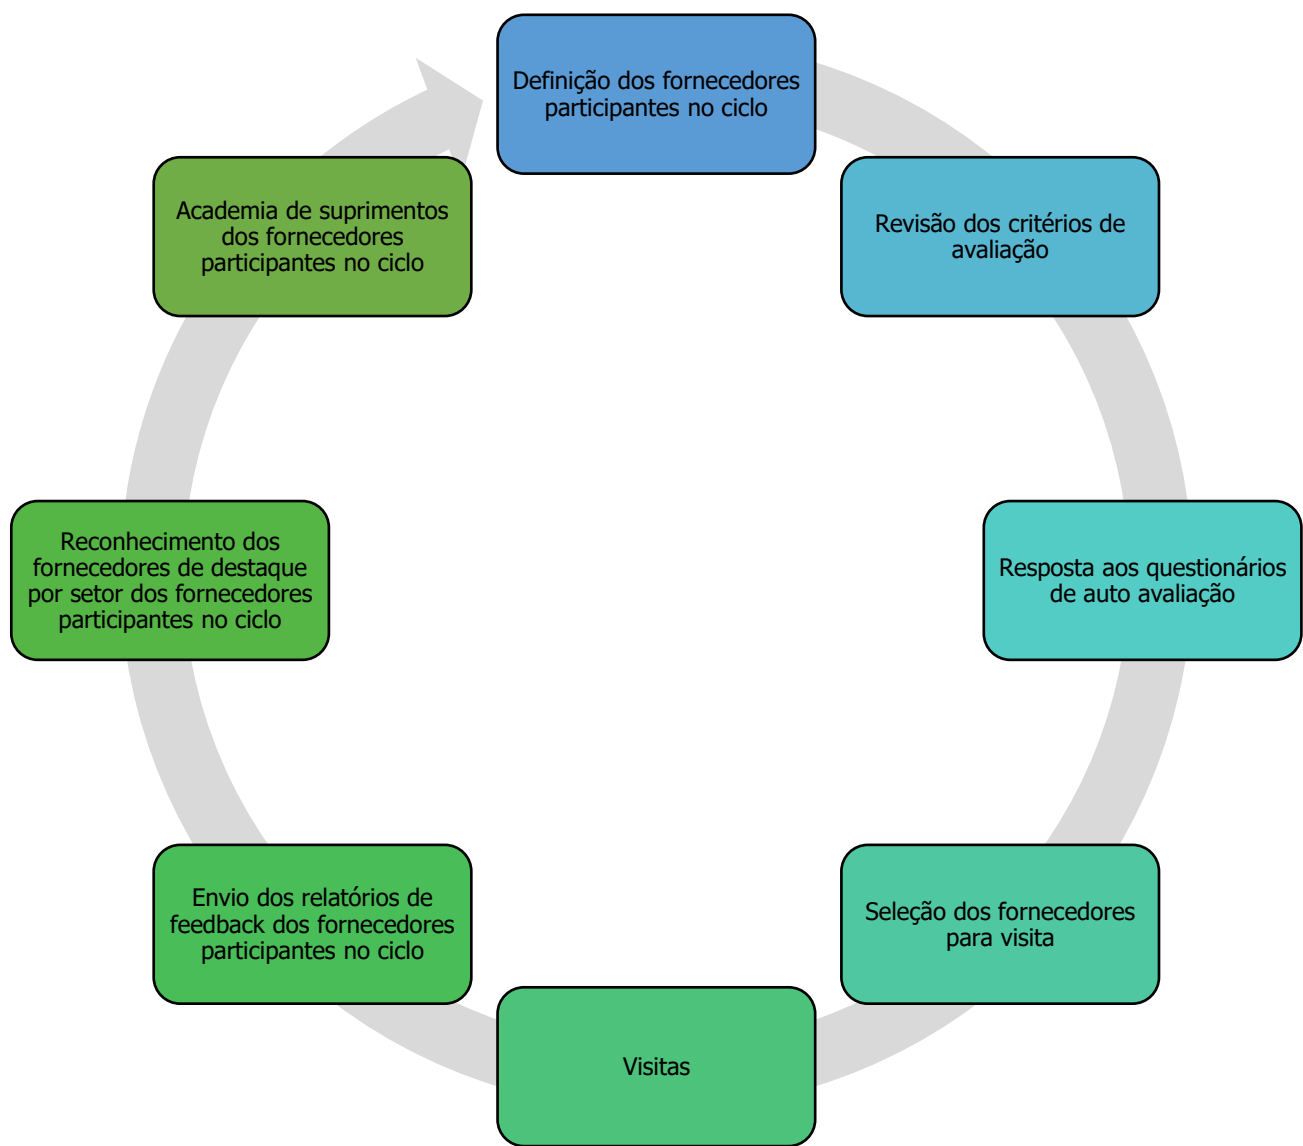 Definição dos fornecedores
participantes no ciclo
Revisão dos critérios de
avaliação
Resposta aos questionários
de auto avaliação
Seleção dos fornecedores
para visita
Visitas
Envio dos relatórios de
feedback dos fornecedores
participantes no ciclo
Reconhecimento dos
fornecedores de destaque
por setor dos fornecedores
participantes no ciclo
Academia de suprimentos
dos fornecedores
participantes no ciclo